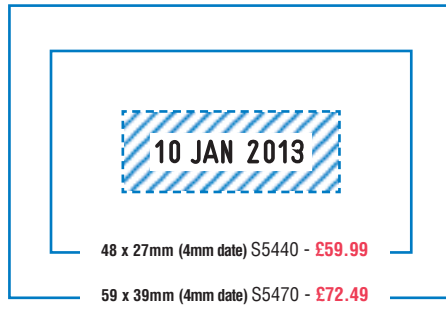 10 JAN 2013
48 x 27mm (4mm date) S5440 - £59.99
59 x 39mm (4mm date) S5470 - £72.49